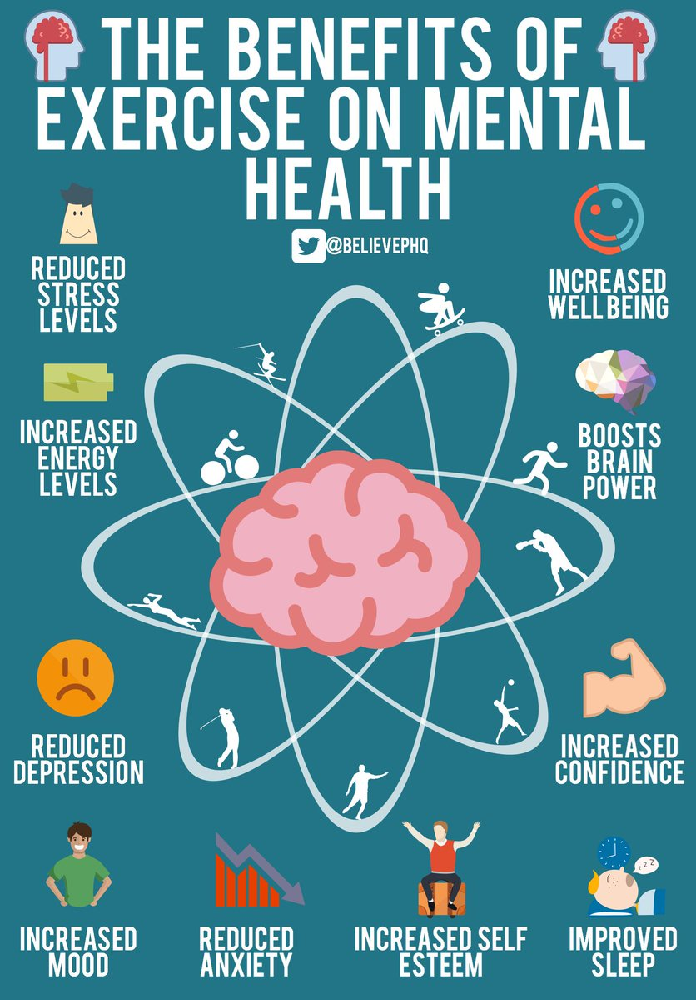 THE BENEFITS OF
EXERCISE ON MENTAL
HEALTH
@BELIEVEPHQ
REDUCED
STRESS
LEVELS
INCREASED
WELL BEING
INCREASED
ENERGY
LEVELS
BOOSTS
BRAIN
POWER
REDUCED
DEPRESSION
INCREASED
CONFIDENCE
INCREASED
MOOD
REDUCED
ANXIETY
INCREASED SELF
ESTEEM
Z Z Z
IMPROVED
SLEEP